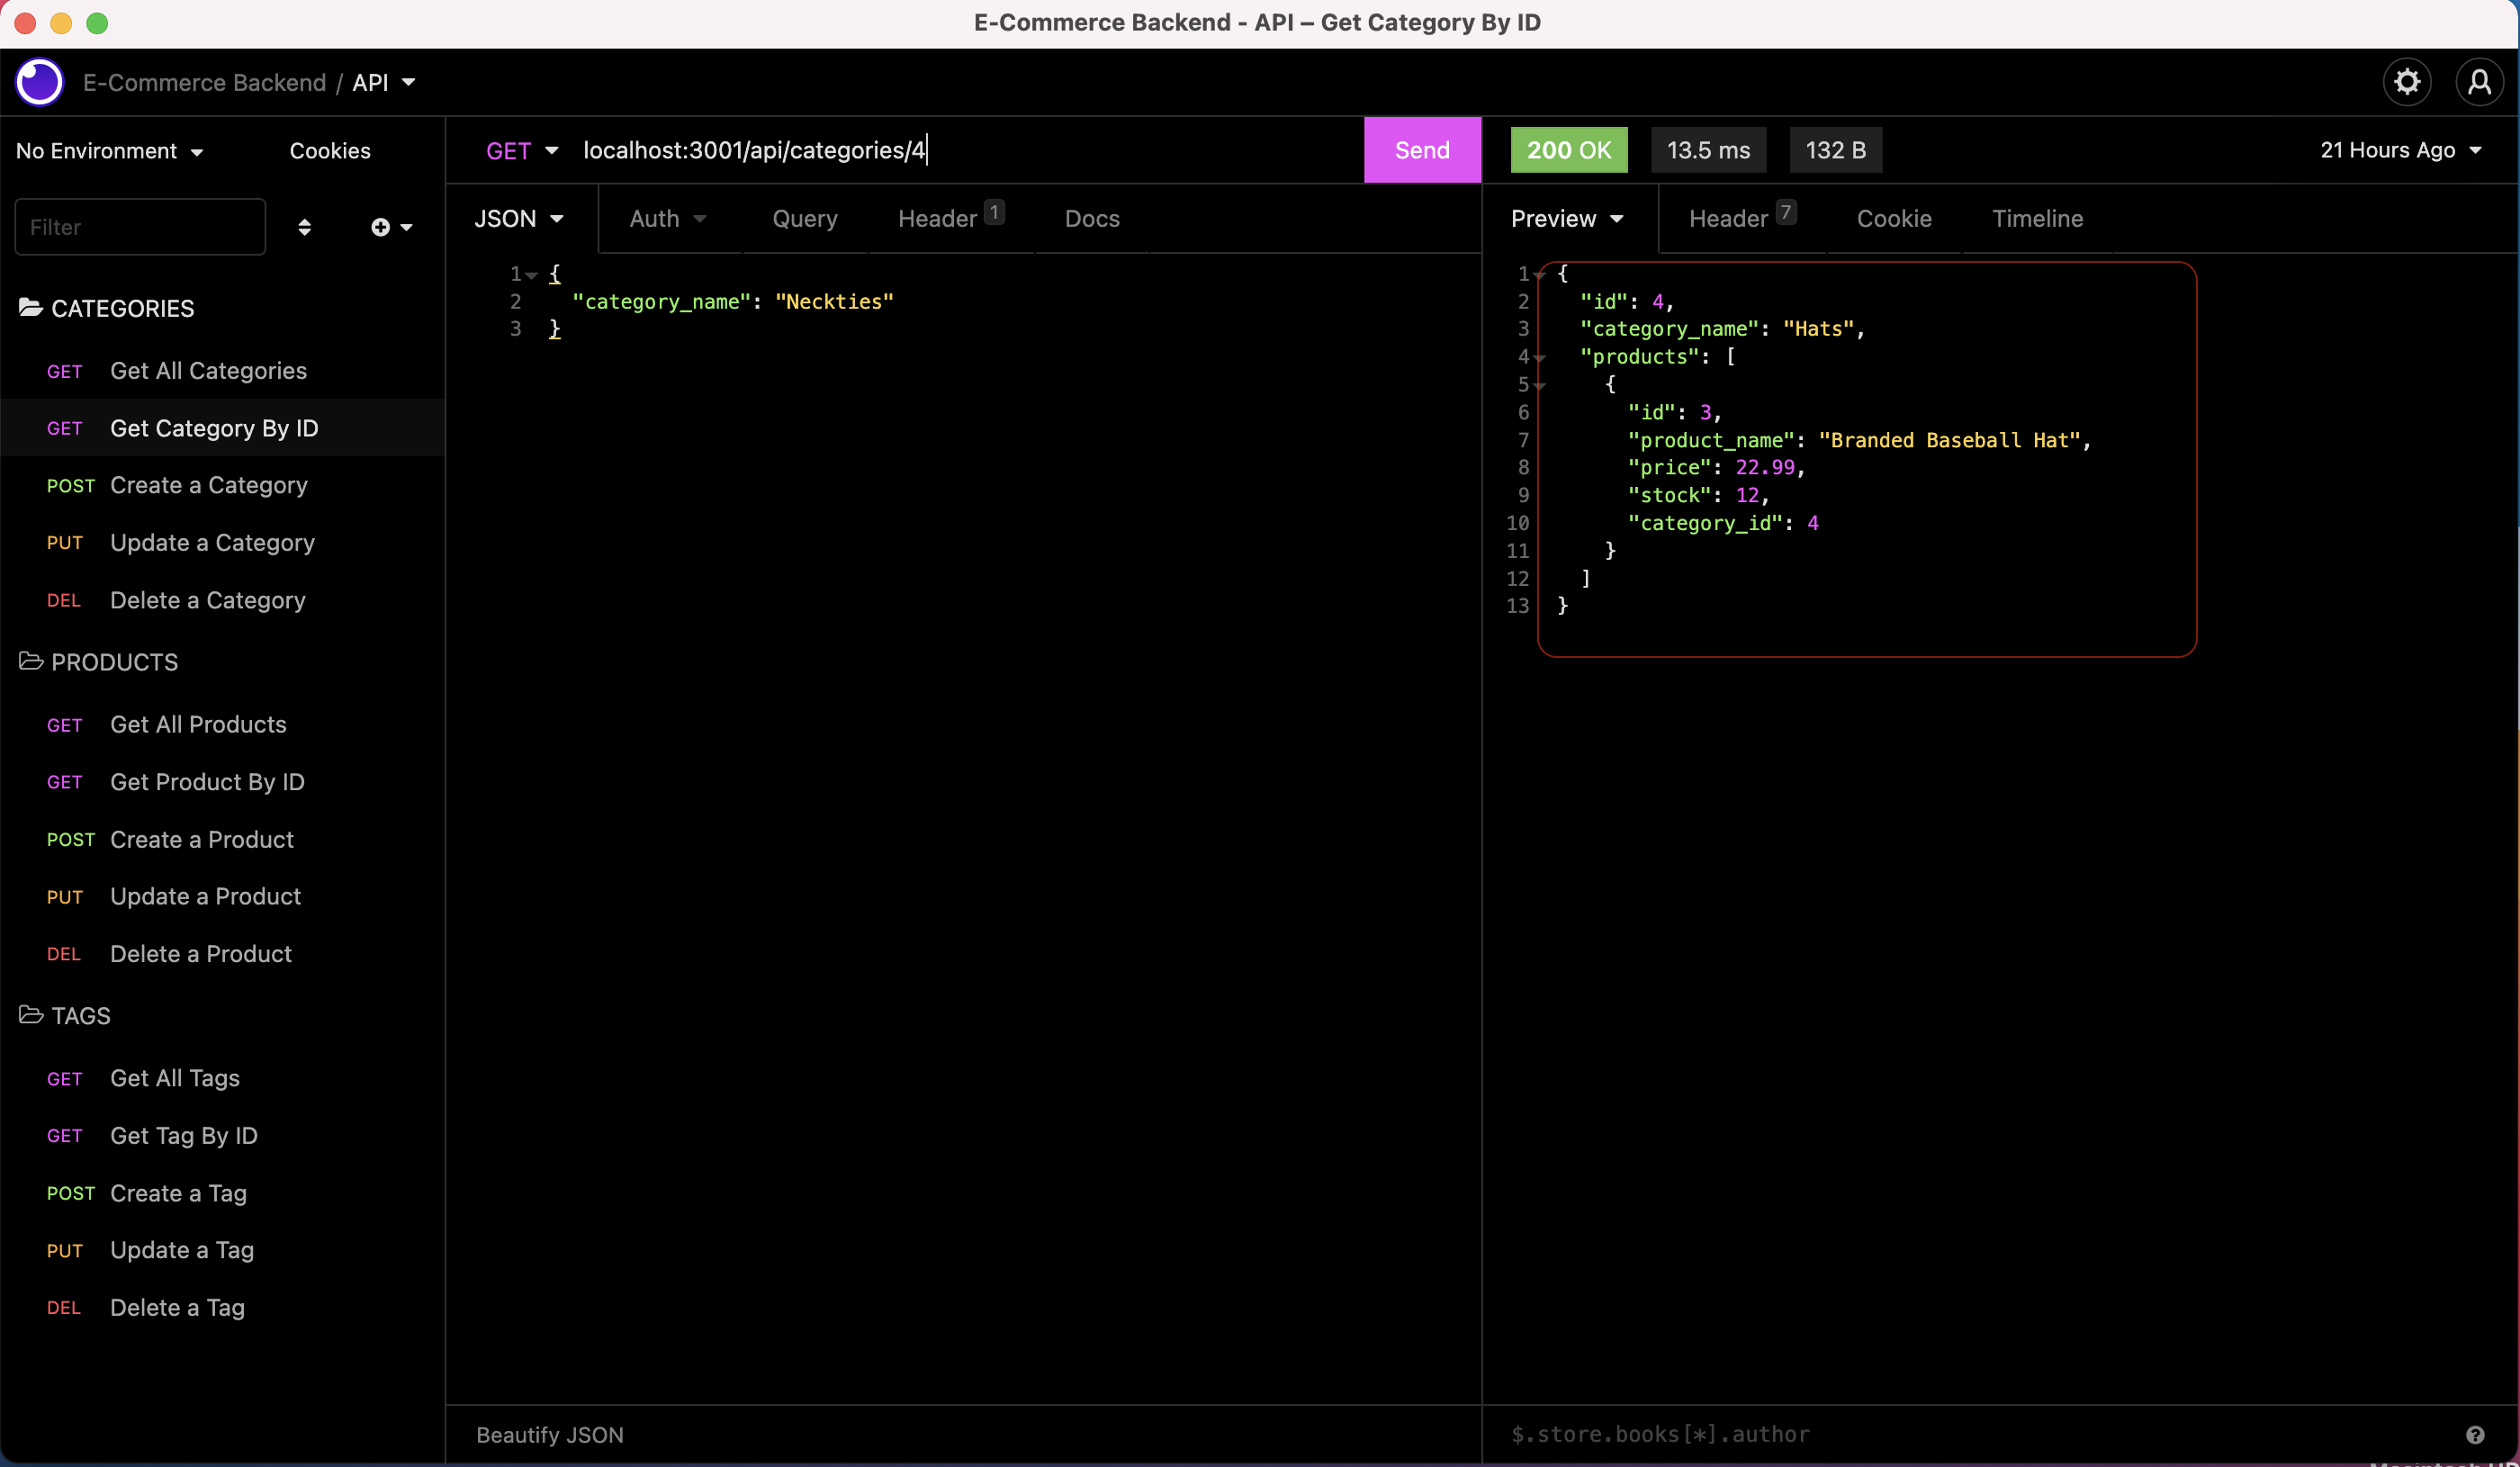 E-Commerce Backend - API – Get Category By ID
E-Commerce Backend / API
No Environment
Cookies
Filter
CATEGORIES
GET Get All Categories
GET Get Category By ID
POST Create a Category
PUT Update a Category
DEL Delete a Category
PRODUCTS
GET Get All Products
GET Get Product By ID
POST Create a Product
PUT Update a Product
DEL Delete a Product
TAGS
GET Get All Tags
GET Get Tag By ID
POST Create a Tag
PUT Update a Tag
DEL Delete a Tag
GET localhost:3001/api/categories/4 Send
JSON Auth Query Header 1 Docs
1 {
2 "category_name": "Neckties"
3 }
Beautify JSON
200 OK 13.5 ms 132 B 21 Hours Ago
Preview Header 7 Cookie Timeline
1 {
2 "id": 4,
3 "category_name": "Hats",
4 "products": [
5 {
6 "id": 3,
7 "product_name": "Branded Baseball Hat",
8 "price": 22.99,
9 "stock": 12,
10 "category_id": 4
11 }
12 ]
13 }
$.store.books[*].author
?